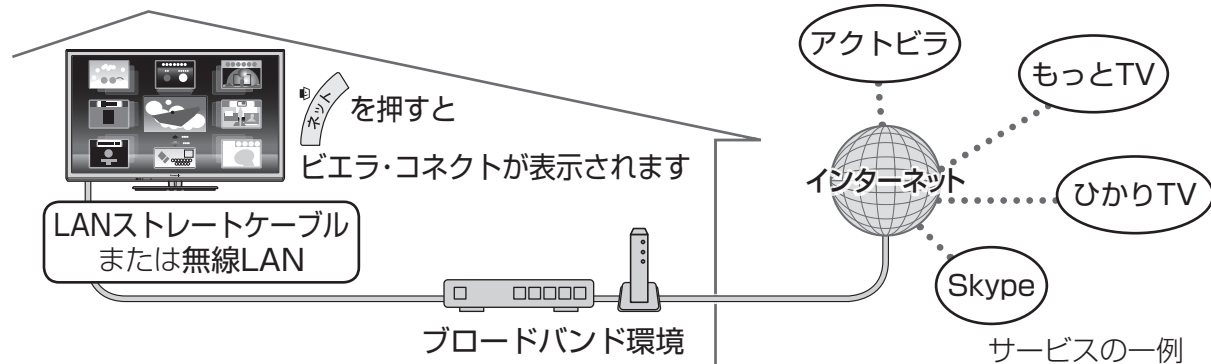 ネット
を押すと
ビエラ・コネクトが表示されます
LANストレートケーブル
または無線LAN
ブロードバンド環境
インターネット
アクトビラ
もっとTV
ひかりTV
Skype
サービスの一例